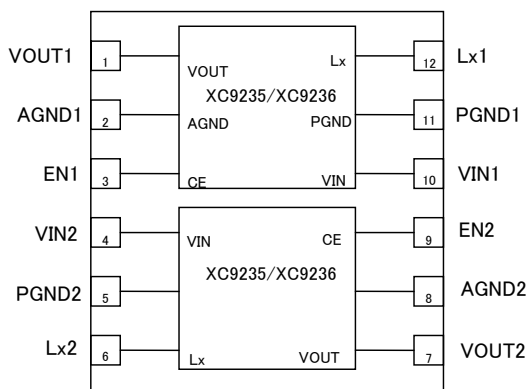 VOUT1 1 VOUT Lx 12 Lx1
XC9235/XC9236
AGND1 2 AGND PGND 11 PGND1
EN1 3 CE VIN 10 VIN1
VIN2 4 VIN CE 9 EN2
XC9235/XC9236
PGND2 5 8 AGND2
Lx2 6 Lx VOUT 7 VOUT2